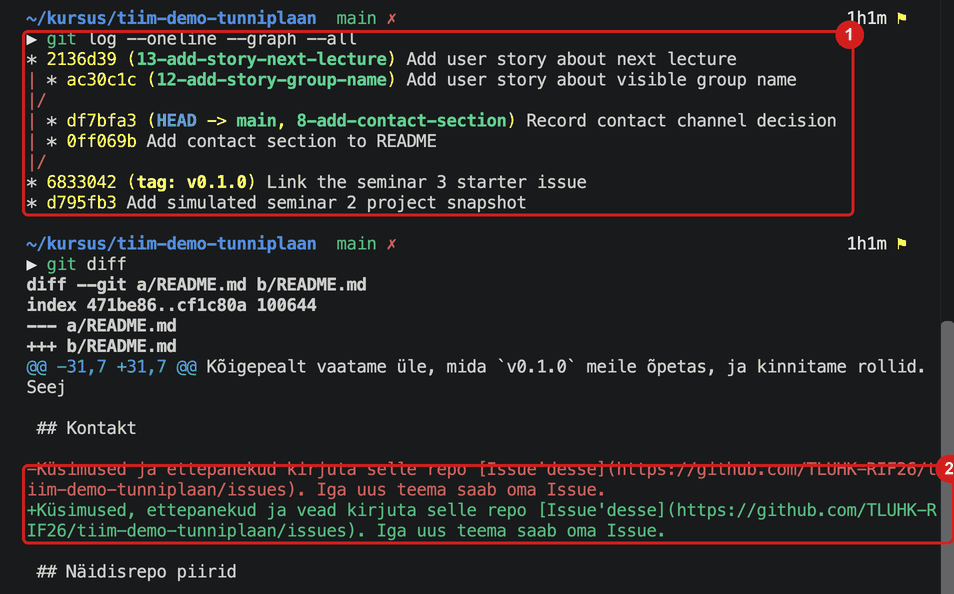 ~/kursus/tiim-demo-tunniplaan main ✗ 1h1m ⚑
▶ git log --oneline --graph --all
1
* 2136d39 (13-add-story-next-lecture) Add user story about next lecture
| * ac30c1c (12-add-story-group-name) Add user story about visible group name
|/
| * df7bfa3 (HEAD -> main, 8-add-contact-section) Record contact channel decision
| * 0ff069b Add contact section to README
|/
* 6833042 (tag: v0.1.0) Link the seminar 3 starter issue
* d795fb3 Add simulated seminar 2 project snapshot
~/kursus/tiim-demo-tunniplaan main ✗ 1h1m ⚑
▶ git diff
diff --git a/README.md b/README.md
index 471be86..cf1c80a 100644
--- a/README.md
+++ b/README.md
@@ -31,7 +31,7 @@ Kõigepealt vaatame üle, mida `v0.1.0` meile õpetas, ja kinnitame rollid.
Seej
## Kontakt
2
-Küsimused ja ettepanekud kirjuta selle repo [Issue'desse](https://github.com/TLUHK-RIF26/t
iim-demo-tunniplaan/issues). Iga uus teema saab oma Issue.
+Küsimused, ettepanekud ja vead kirjuta selle repo [Issue'desse](https://github.com/TLUHK-R
IF26/tiim-demo-tunniplaan/issues). Iga uus teema saab oma Issue.
## Näidisrepo piirid